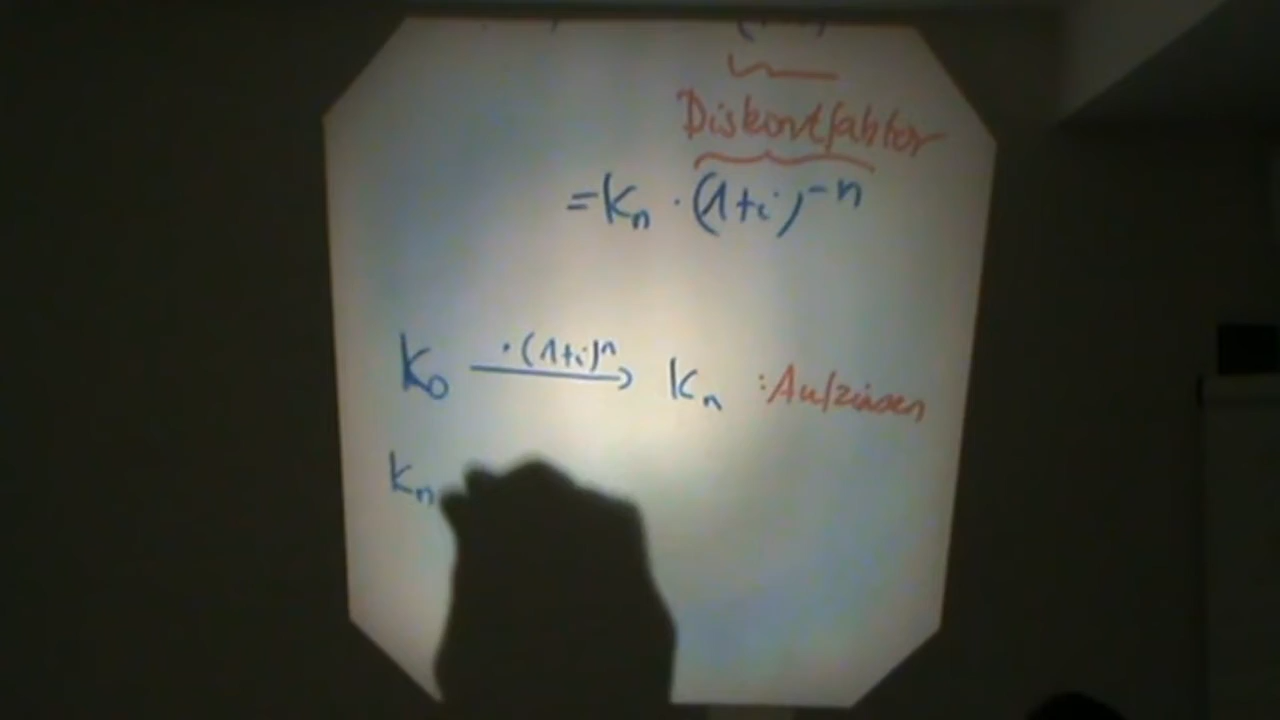 Diskontfaktor
= Kn · (1+i)^-n
K0 ·(1+i)^n → Kn : Aufzinsen
Kn